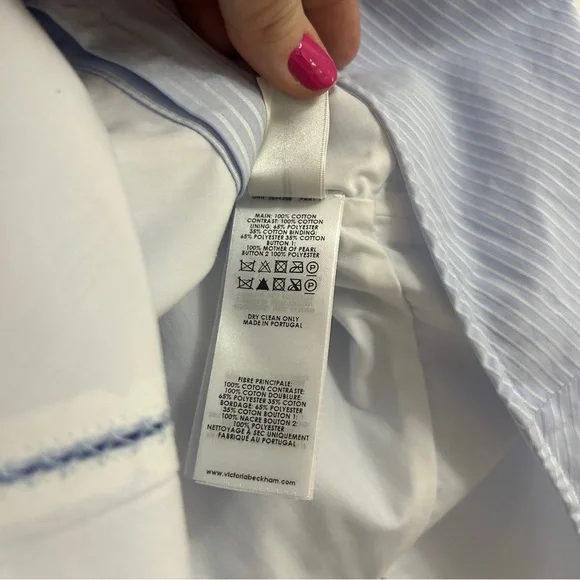 MAIN: 100% COTTON
CONTRAST: 100% COTTON
LINING: 65% POLYESTER
35% COTTON BINDING:
65% POLYESTER 35% COTTON
BUTTON 1:
100% MOTHER OF PEARL
BUTTON 2 100% POLYESTER
P
P
DRY CLEAN ONLY
MADE IN PORTUGAL
FIBRE PRINCIPALE:
100% COTON CONTRASTE:
100% COTON DOUBLURE:
65% POLYESTER 35% COTON
BORDAGE: 65% POLYESTER
35% COTON BOUTON 1:
100% NACRE BOUTON 2:
100% POLYESTER
NETTOYAGE À SEC UNIQUEMENT
FABRIQUÉ AU PORTUGAL
www.victoriabeckham.com